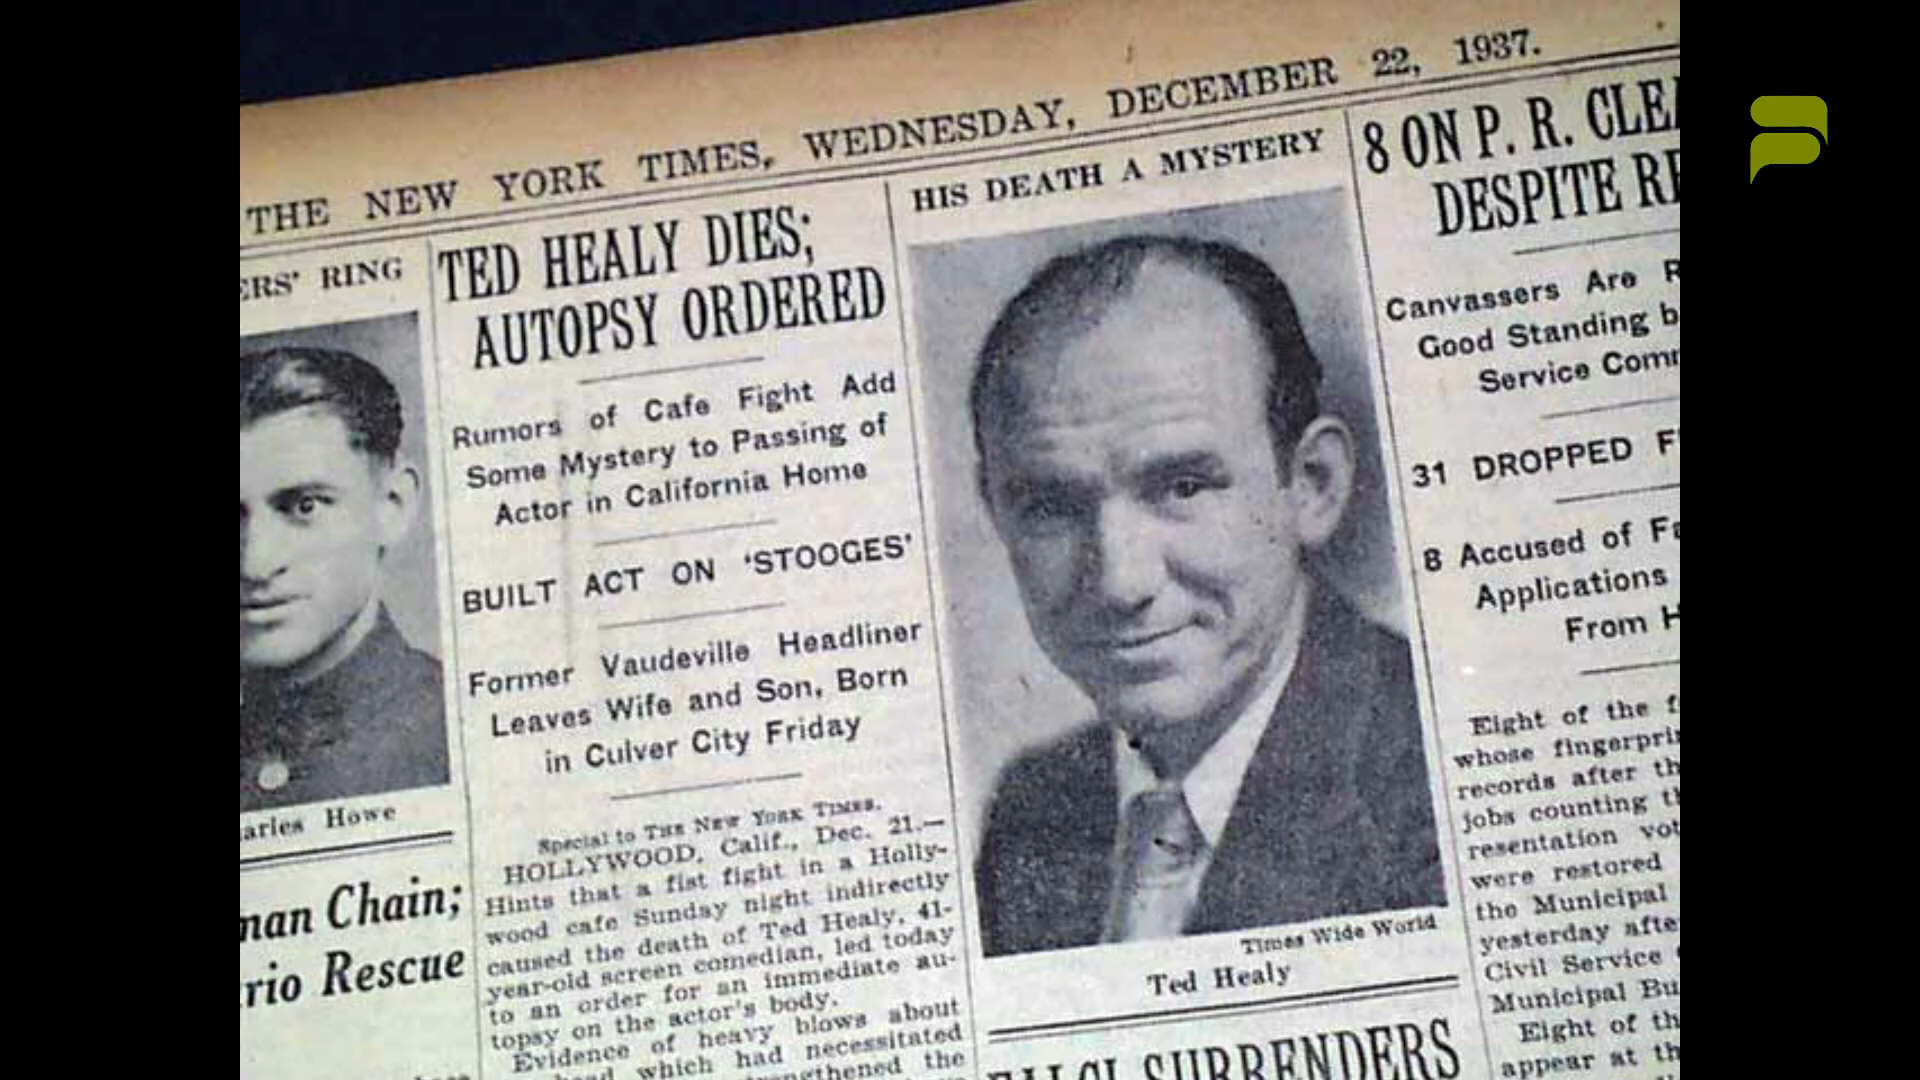 THE NEW YORK TIMES, WEDNESDAY, DECEMBER 22, 1937.
ERS' RING
arles Howe
man Chain;
rio Rescue
TED HEALY DIES;
AUTOPSY ORDERED
Rumors of Cafe Fight Add
Some Mystery to Passing of
Actor in California Home
BUILT ACT ON 'STOOGES'
Former Vaudeville Headliner
Leaves Wife and Son, Born
in Culver City Friday
Special to THE NEW YORK TIMES.
HOLLYWOOD, Calif., Dec. 21.—
Hints that a fist fight in a Holly-
wood cafe Sunday night indirectly
caused the death of Ted Healy, 41-
year-old screen comedian, led today
to an order for an immediate au-
topsy on the actor's body.
Evidence of heavy blows about
head which had necessitated
the
HIS DEATH A MYSTERY
Times Wide World
Ted Healy
SURRENDERS
8 ON P. R. CLEA
DESPITE RE
Canvassers Are R
Good Standing b
Service Comm
31 DROPPED F
8 Accused of Fa
Applications
From H
Eight of the f
whose fingerpri
records after th
jobs counting th
resentation vot
were restored
the Municipal
yesterday afte
Civil Service
Municipal Bu
Eight of th
appear at th